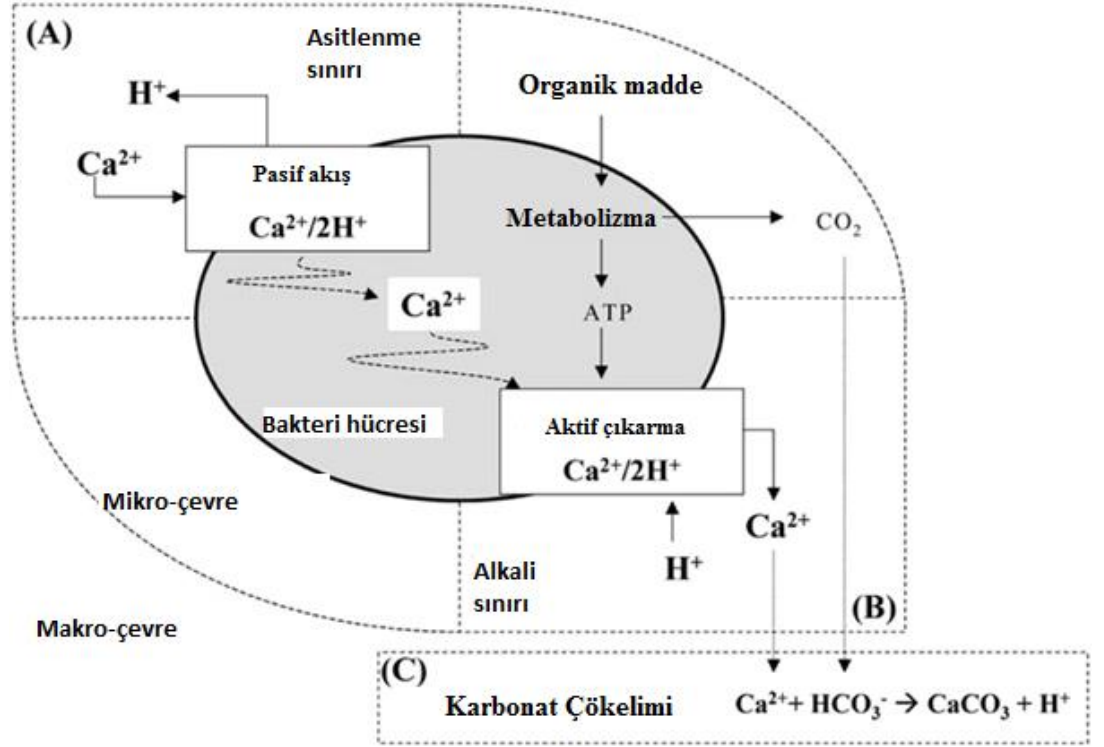 (A)
Asitlenme
sınırı
H⁺
Organik madde
Ca²⁺
Pasif akış
Ca²⁺/2H⁺
Metabolizma
CO₂
Ca²⁺
ATP
Bakteri hücresi
Aktif çıkarma
Ca²⁺/2H⁺
Mikro-çevre
Ca²⁺
H⁺
Alkali
sınırı
(B)
Makro-çevre
(C)
Karbonat Çökelimi
Ca²⁺+ HCO₃⁻ → CaCO₃ + H⁺